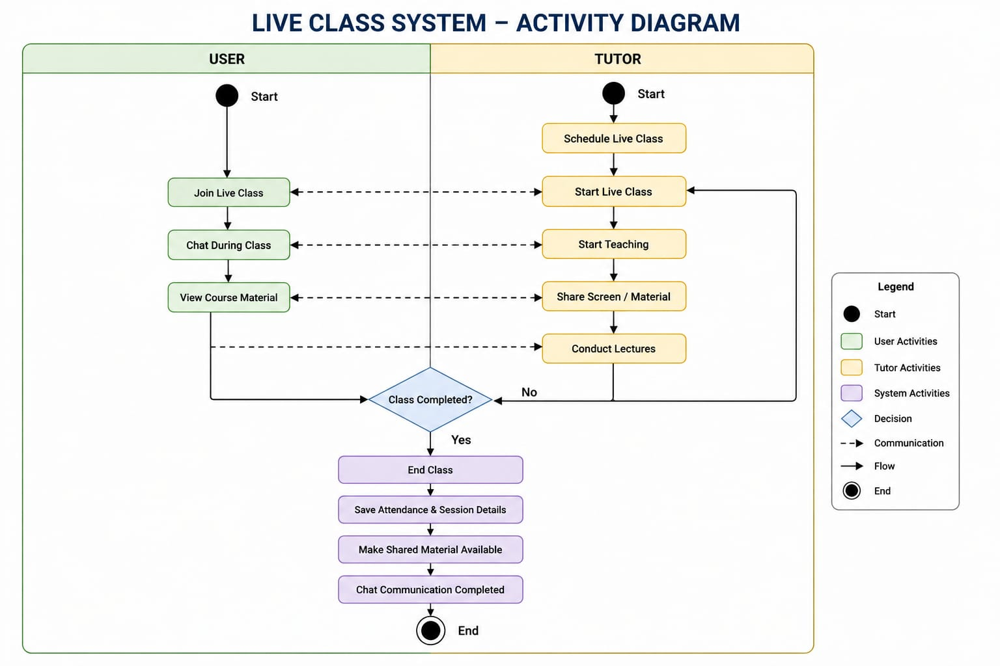 LIVE CLASS SYSTEM – ACTIVITY DIAGRAM
USER
TUTOR
Start
Start
Schedule Live Class
Join Live Class
Start Live Class
Chat During Class
Start Teaching
View Course Material
Share Screen / Material
Conduct Lectures
Class Completed?
No
Yes
End Class
Save Attendance & Session Details
Make Shared Material Available
Chat Communication Completed
End
Legend
Start
User Activities
Tutor Activities
System Activities
Decision
Communication
Flow
End